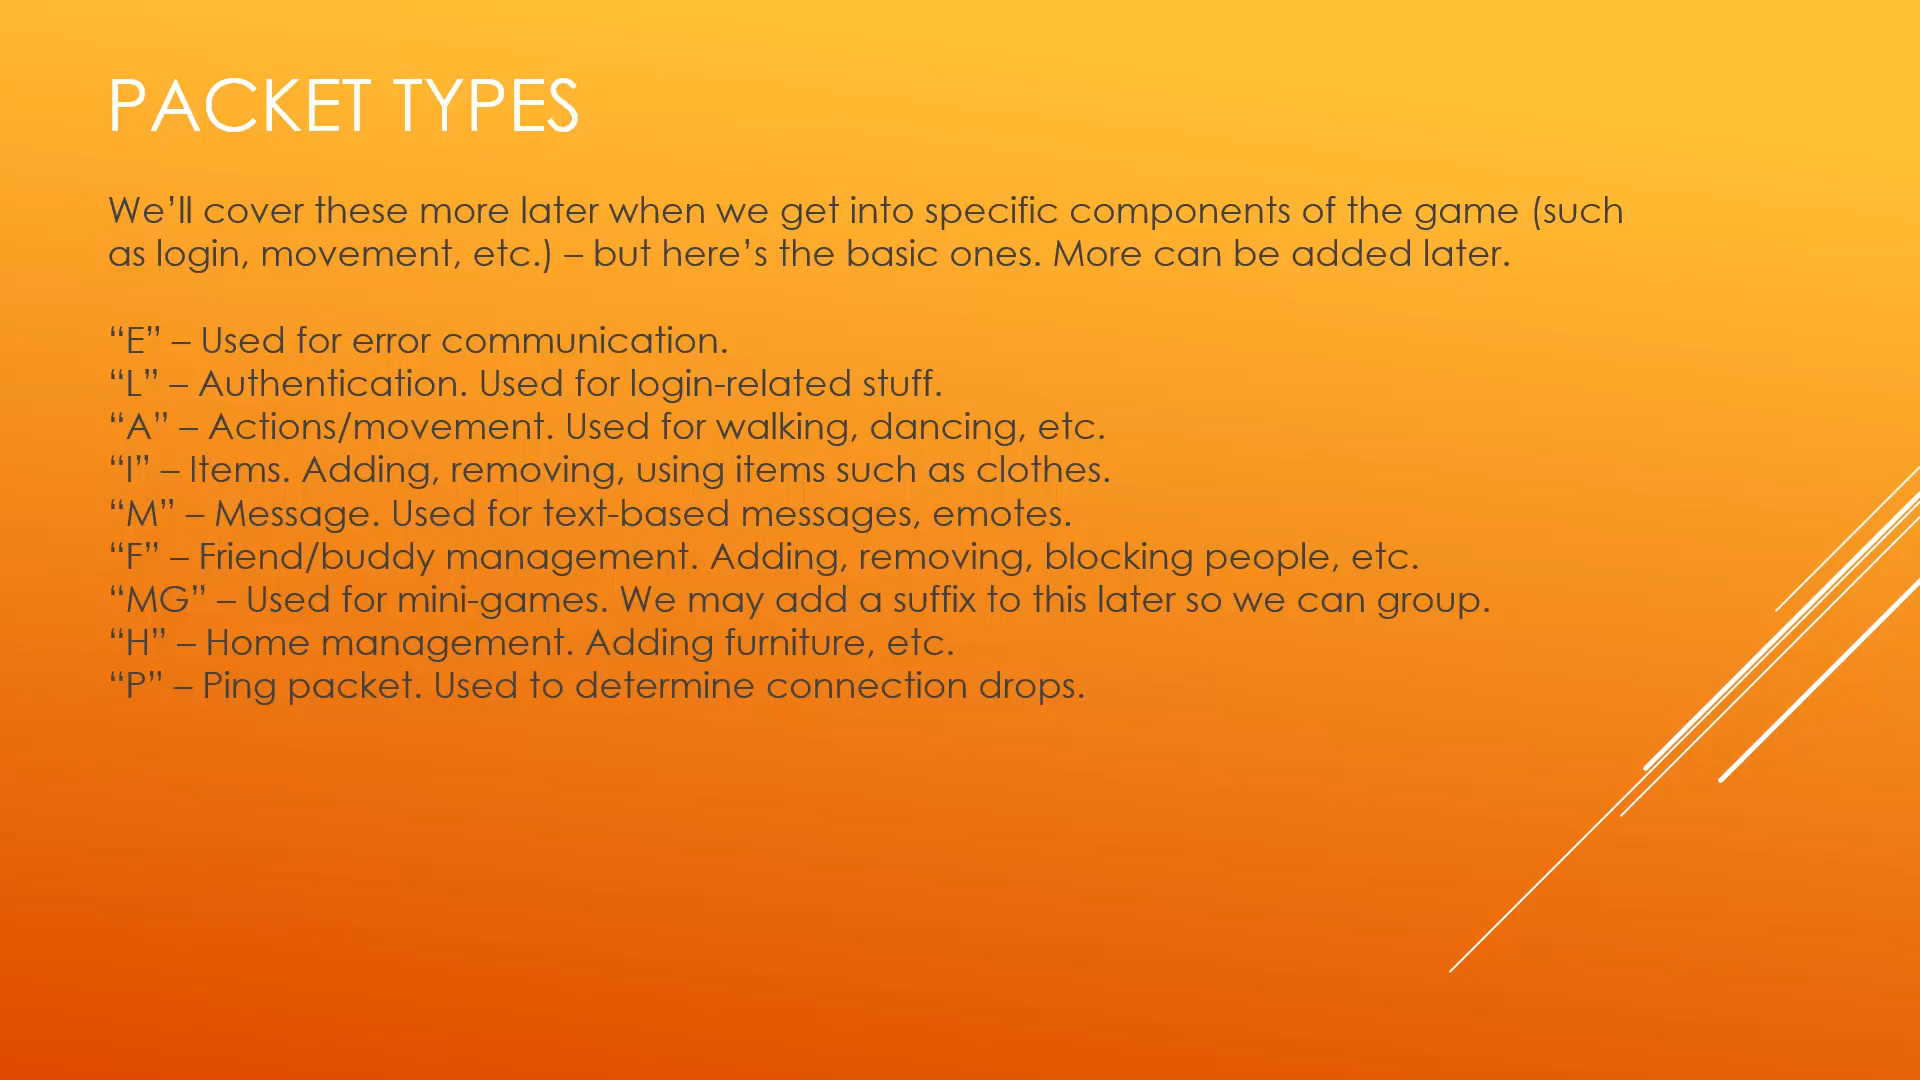 PACKET TYPES
We’ll cover these more later when we get into specific components of the game (such
as login, movement, etc.) – but here’s the basic ones. More can be added later.
“E” – Used for error communication.
“L” – Authentication. Used for login-related stuff.
“A” – Actions/movement. Used for walking, dancing, etc.
“I” – Items. Adding, removing, using items such as clothes.
“M” – Message. Used for text-based messages, emotes.
“F” – Friend/buddy management. Adding, removing, blocking people, etc.
“MG” – Used for mini-games. We may add a suffix to this later so we can group.
“H” – Home management. Adding furniture, etc.
“P” – Ping packet. Used to determine connection drops.